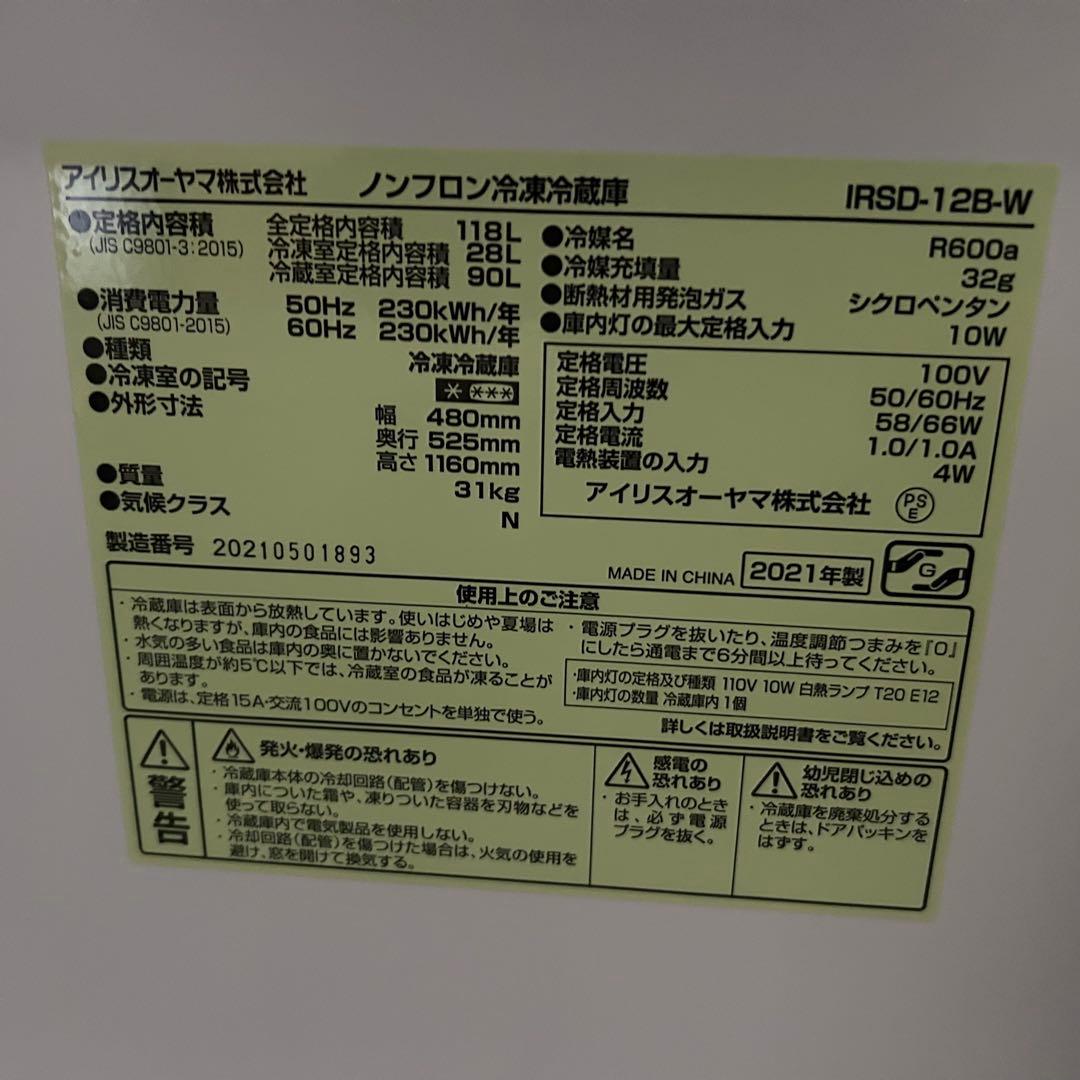 アイリスオーヤマ株式会社 ノンフロン冷凍冷蔵庫 IRSD-12B-W
●定格内容積 全定格内容積 118L
(JIS C9801-3:2015) 冷凍室定格内容積 28L
冷蔵室定格内容積 90L
●消費電力量 50Hz 230kWh/年
(JIS C9801-2015) 60Hz 230kWh/年
●種類 冷凍冷蔵庫
●冷凍室の記号 * ***
●外形寸法 幅 480mm
奥行 525mm
高さ 1160mm
●質量 31kg
●気候クラス N
●冷媒名 R600a
●冷媒充填量 32g
●断熱材用発泡ガス シクロペンタン
●庫内灯の最大定格入力 10W
定格電圧 100V
定格周波数 50/60Hz
定格入力 58/66W
定格電流 1.0/1.0A
電熱装置の入力 4W
アイリスオーヤマ株式会社 PS E
製造番号 20210501893
MADE IN CHINA 2021年製 G
使用上のご注意
・冷蔵庫は表面から放熱しています。使いはじめや夏場は
熱くなりますが、庫内の食品には影響ありません。
・水気の多い食品は庫内の奥に置かないでください。
・周囲温度が約5℃以下では、冷蔵室の食品が凍ることが
あります。
・電源は、定格15A・交流100Vのコンセントを単独で使う。
・電源プラグを抜いたり、温度調節つまみを『0』
にしたら通電まで6分間以上待ってください。
・庫内灯の定格及び種類 110V 10W 白熱ランプ T20 E12
・庫内灯の数量 冷蔵庫内 1個
詳しくは取扱説明書をご覧ください。
警告
発火・爆発の恐れあり
・冷蔵庫本体の冷却回路(配管)を傷つけない。
・庫内についた霜や、凍りついた容器を刃物などを
使って取らない。
・冷蔵庫内で電気製品を使用しない。
・冷却回路(配管)を傷つけた場合は、火気の使用を
避け、窓を開けて換気する。
感電の
恐れあり
・お手入れのとき
は、必ず電源
プラグを抜く。
幼児閉じ込めの
恐れあり
・冷蔵庫を廃棄処分する
ときは、ドアパッキンを
はずす。